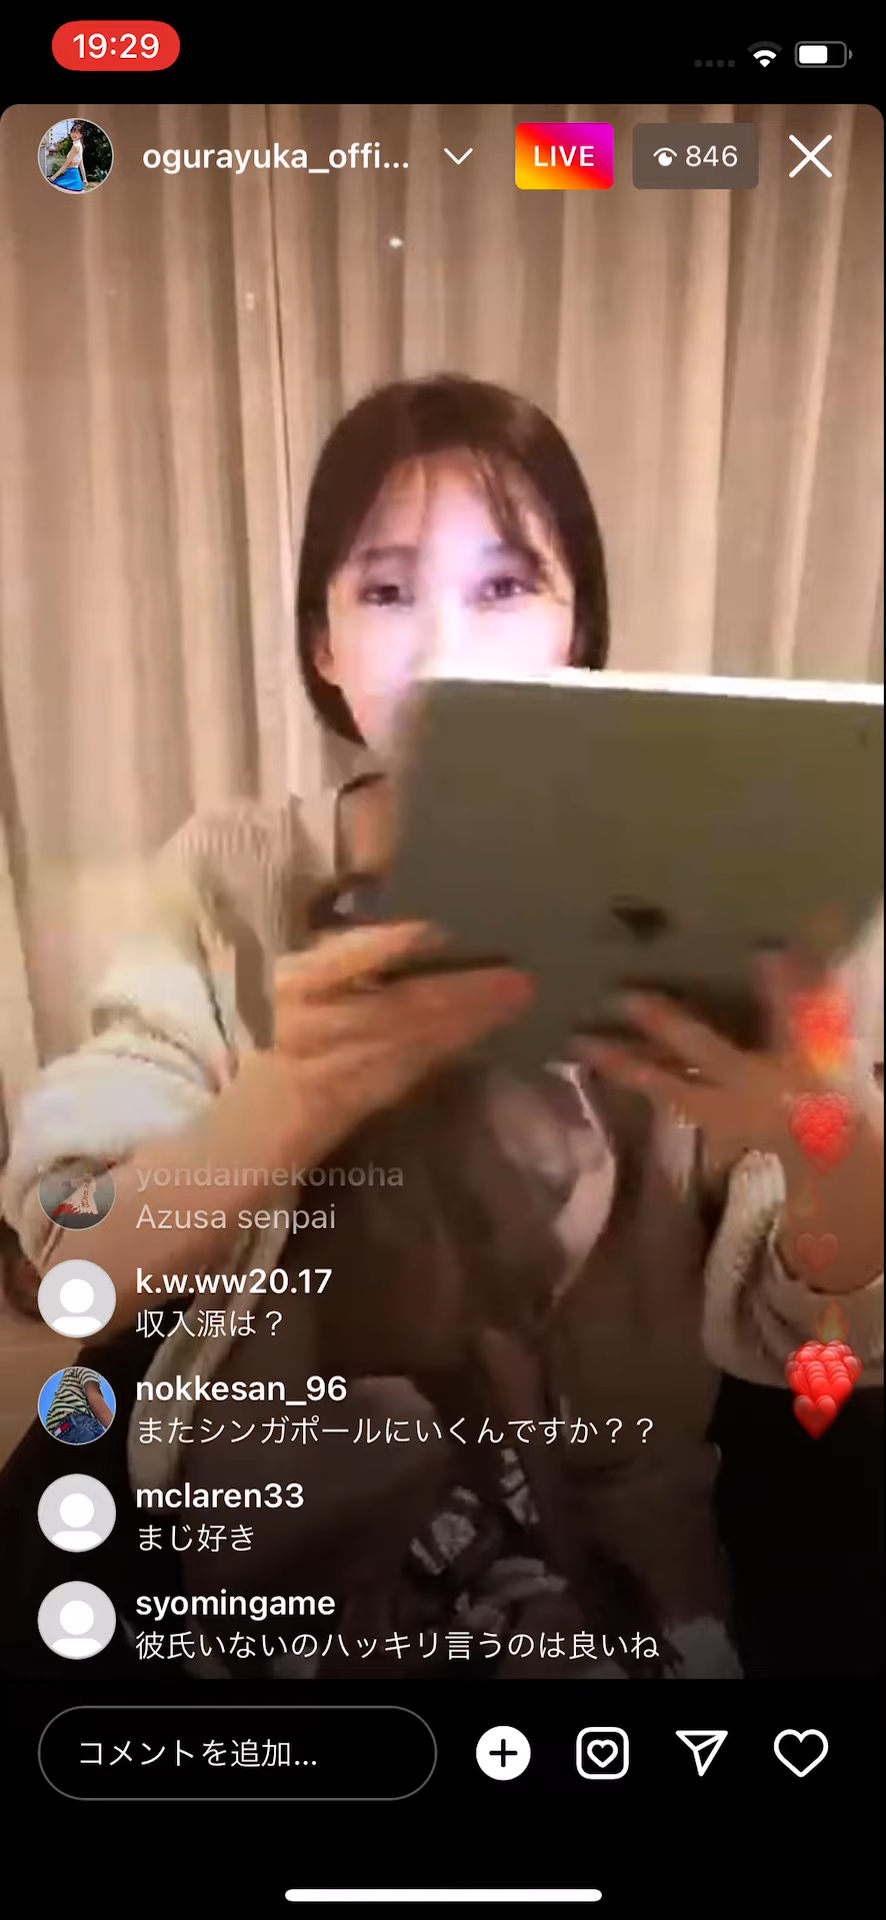 19:29
ogurayuka_offi...
LIVE
846
yondaimekonoha
Azusa senpai
k.w.ww20.17
収入源は？
nokkesan_96
またシンガポールにいくんですか？？
mclaren33
まじ好き
syomingame
彼氏いないのハッキリ言うのは良いね
コメントを追加...